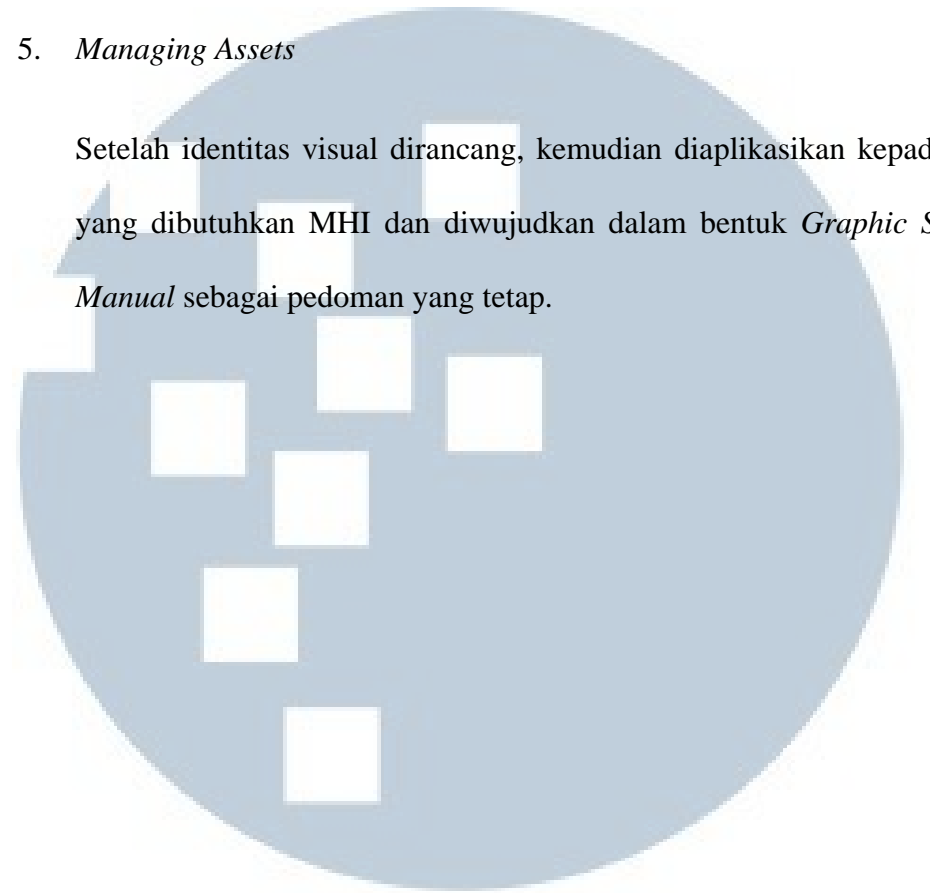 5. Managing Assets
Setelah identitas visual dirancang, kemudian diaplikasikan
yang dibutuhkan MHI dan diwujudkan dalam bentuk Graphic
Manual sebagai pedoman yang tetap.